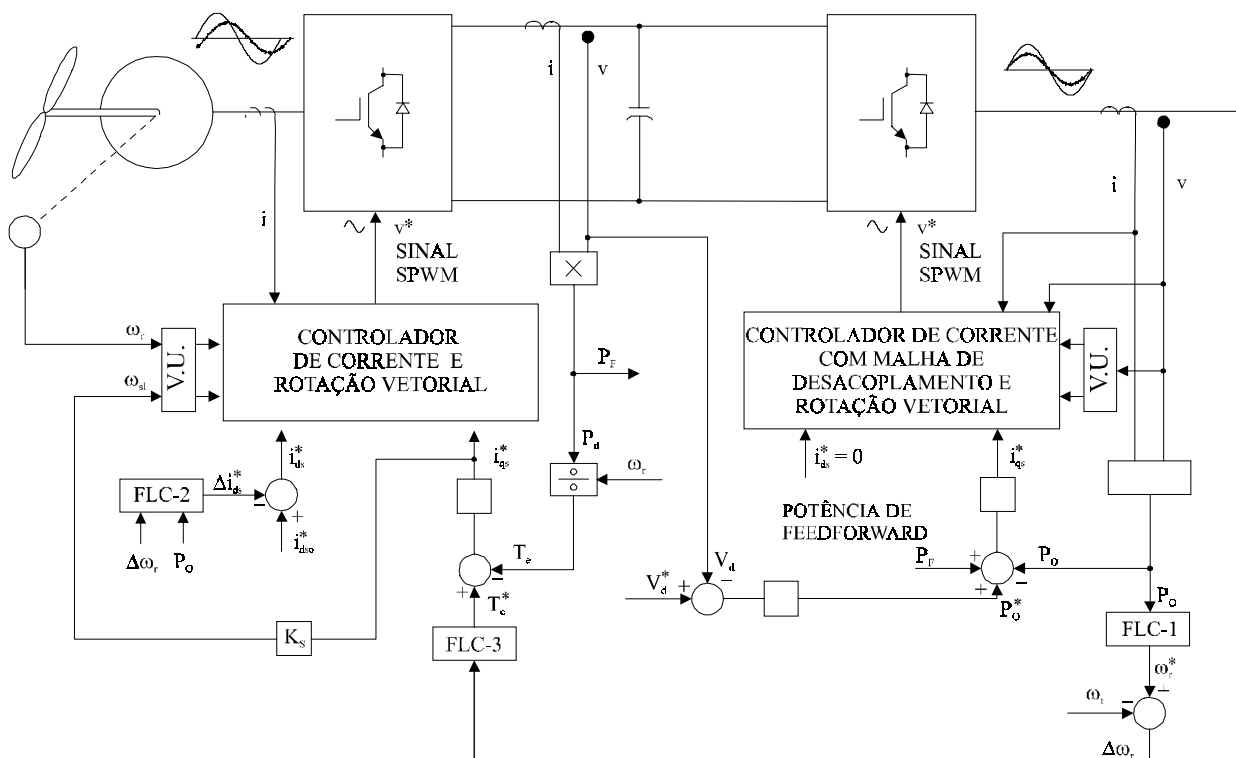 i
v
i
v
i
v*
SINAL
SPWM
v*
SINAL
SPWM
×
ωr
ωsl
V.U.
CONTROLADOR
DE CORRENTE E
ROTAÇÃO VETORIAL
PF
CONTROLADOR DE CORRENTE
COM MALHA DE
DESACOPLAMENTO E
ROTAÇÃO VETORIAL
V.U.
Pd
÷
ωr
i*ds
i*qs
i*ds = 0
i*qs
FLC-2
Δi*ds
−
+
i*dso
Δωr
PO
POTÊNCIA DE
FEEDFORWARD
Te
−
+
T*e
Vd
V*d
+
−
PF
+
−
+
PO
P*O
PO
KS
FLC-3
FLC-1
ω*r
ωr
−
+
Δωr